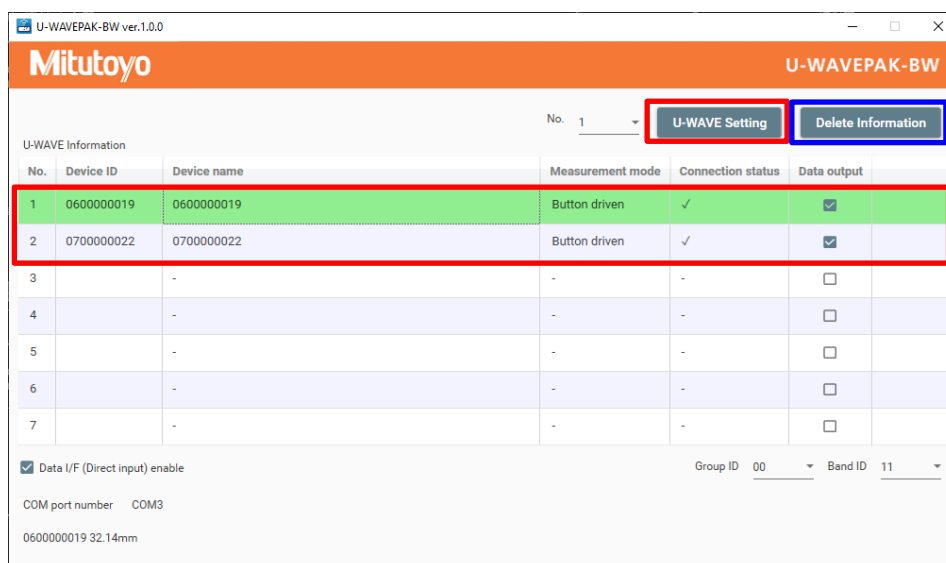 U-WAVEPAK-BW ver.1.0.0
Mitutoyo
U-WAVEPAK-BW
No. 1 U-WAVE Setting Delete Information
U-WAVE Information
No. Device ID Device name Measurement mode Connection status Data output
1 0600000019 0600000019 Button driven ✓
2 0700000022 0700000022 Button driven ✓
3 - - -
4 - - -
5 - - -
6 - - -
7 - - -
Data I/F (Direct input) enable Group ID 00 Band ID 11
COM port number COM3
0600000019 32.14mm